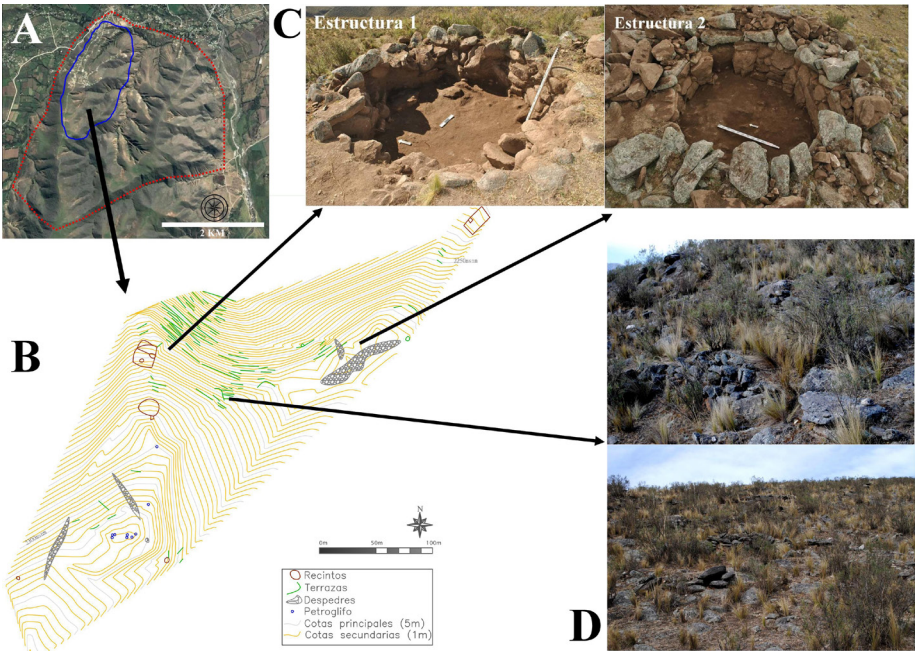 A
2 KM
C
Estructura 1
Estructura 2
B
0m 50m 100m
Recintos
Terrazas
Despedres
Petroglifo
Cotas principales (5m)
Cotas secundarias (1m)
D